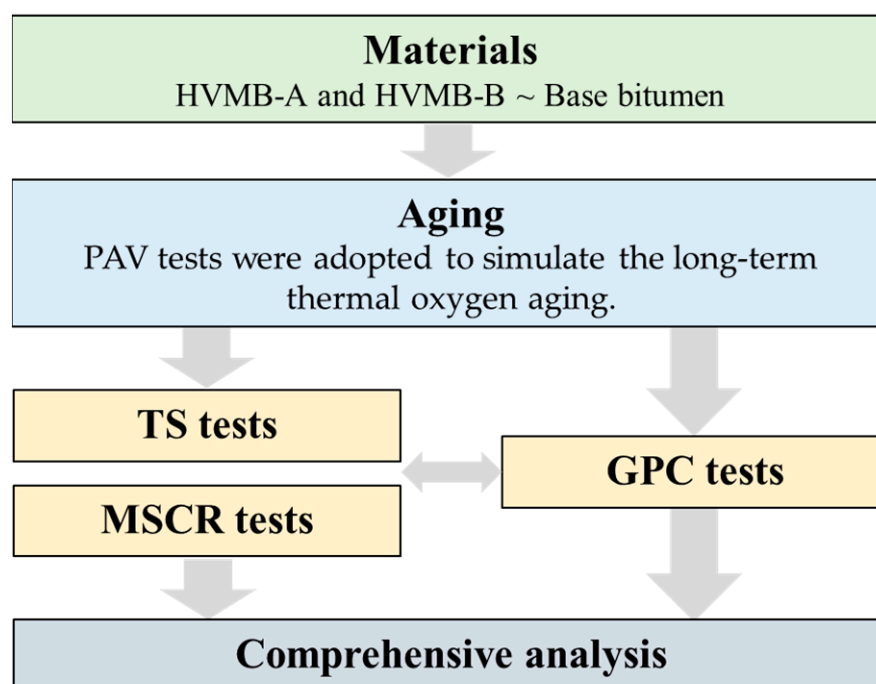 Materials
HVMB-A and HVMB-B ~ Base bitumen
Aging
PAV tests were adopted to simulate the long-term
thermal oxygen aging.
TS tests
MSCR tests
GPC tests
Comprehensive analysis